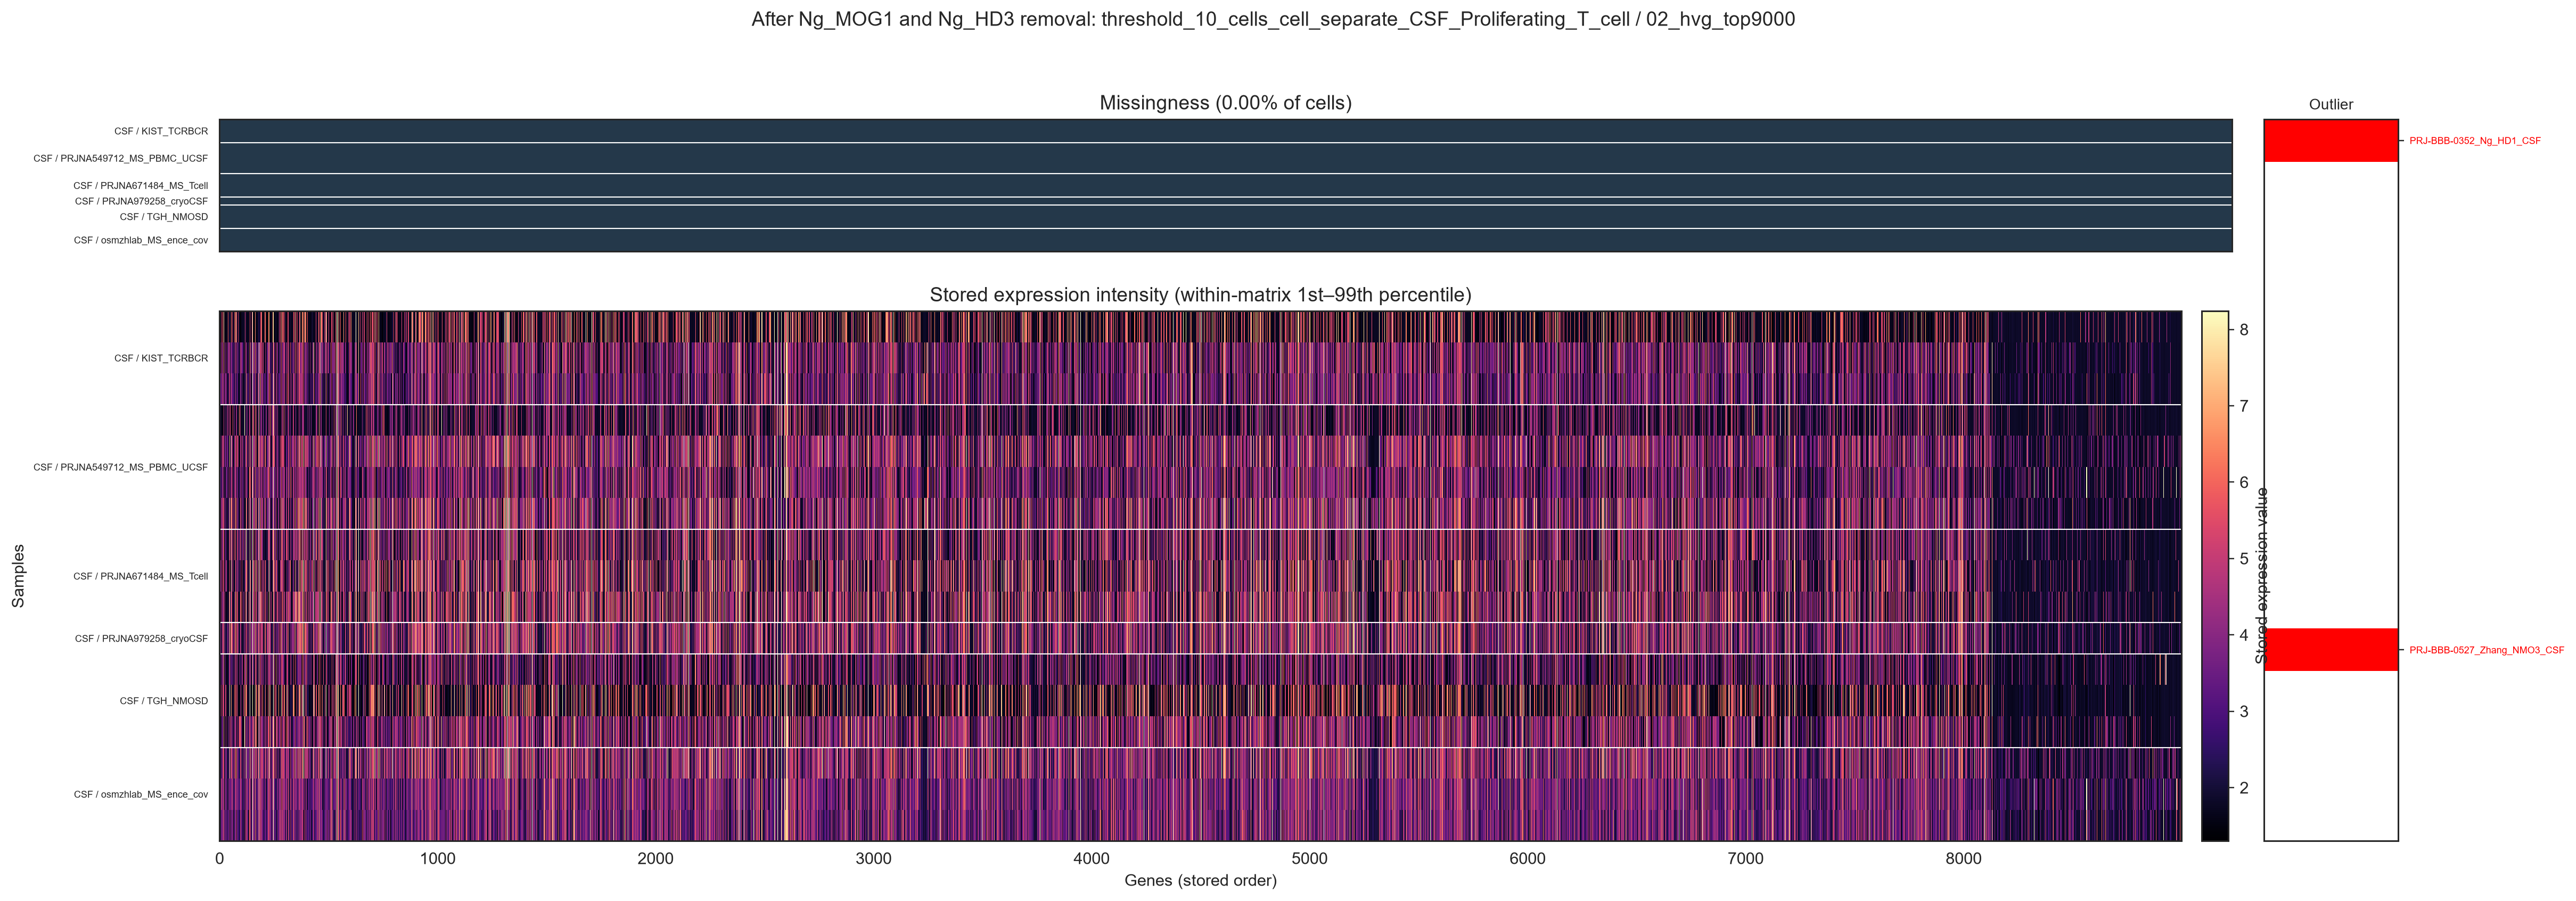 After Ng_MOG1 and Ng_HD3 removal: threshold_10_cells_cell_separate_CSF_Proliferating_T_cell / 02_hvg_top9000
Missingness (0.00% of cells)
CSF / KIST_TCRBCR
CSF / PRJNA549712_MS_PBMC_UCSF
CSF / PRJNA671484_MS_Tcell
CSF / PRJNA979258_cryoCSF
CSF / TGH_NMOSD
CSF / osmzhlab_MS_ence_cov
Outlier
PRJ-BBB-0352_Ng_HD1_CSF
PRJ-BBB-0527_Zhang_NMO3_CSF
Stored expression intensity (within-matrix 1st–99th percentile)
Samples
CSF / KIST_TCRBCR
CSF / PRJNA549712_MS_PBMC_UCSF
CSF / PRJNA671484_MS_Tcell
CSF / PRJNA979258_cryoCSF
CSF / TGH_NMOSD
CSF / osmzhlab_MS_ence_cov
0 1000 2000 3000 4000 5000 6000 7000 8000
Genes (stored order)
8
7
6
5
4
3
2
Stored expression value